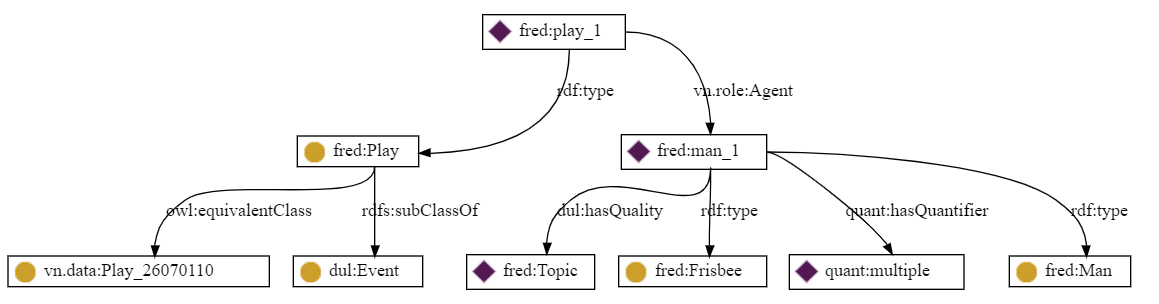 fred:play_1
rdf:type
vn.role:Agent
fred:Play
fred:man_1
owl:equivalentClass
rdfs:subClassOf
dul:hasQuality
rdf:type
quant:hasQuantifier
rdf:type
vn.data:Play_26070110
dul:Event
fred:Topic
fred:Frisbee
quant:multiple
fred:Man